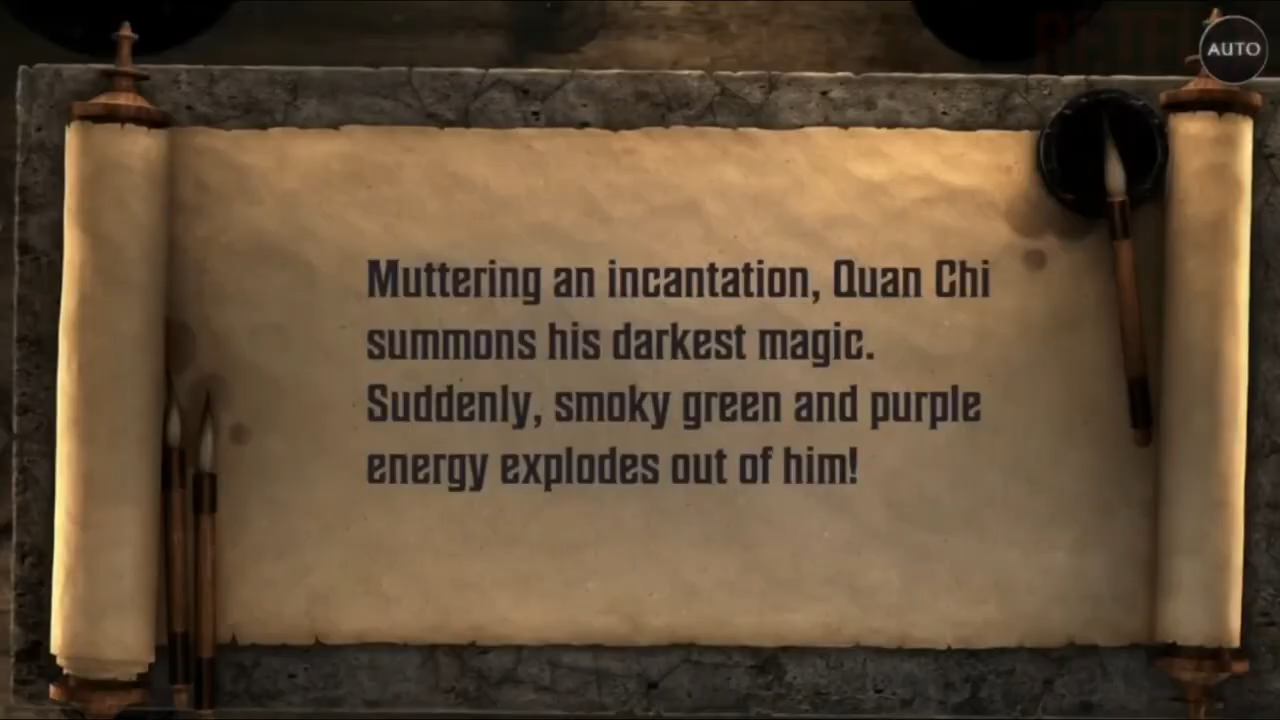 AUTO
Muttering an incantation, Quan Chi
summons his darkest magic.
Suddenly, smoky green and purple
energy explodes out of him!